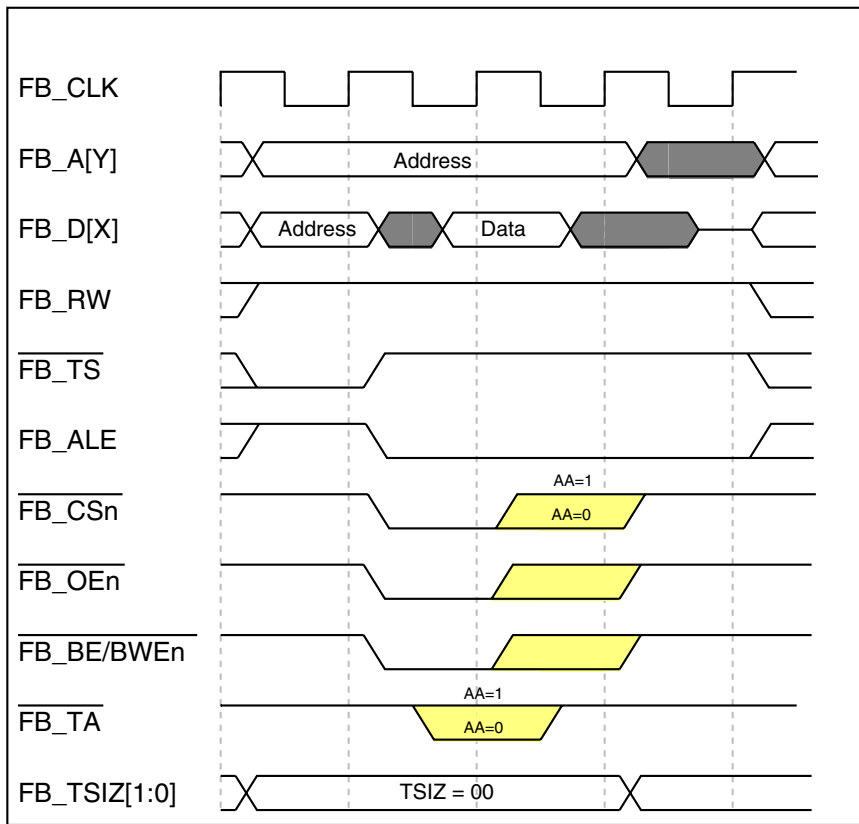 FB_CLK
FB_A[Y]
Address
FB_D[X]
Address
Data
FB_RW
FB_TS
FB_ALE
AA=1
FB_CSn
AA=0
FB_OEn
FB_BE/BWEn
AA=1
FB_TA
AA=0
FB_TSIZ[1:0]
TSIZ = 00